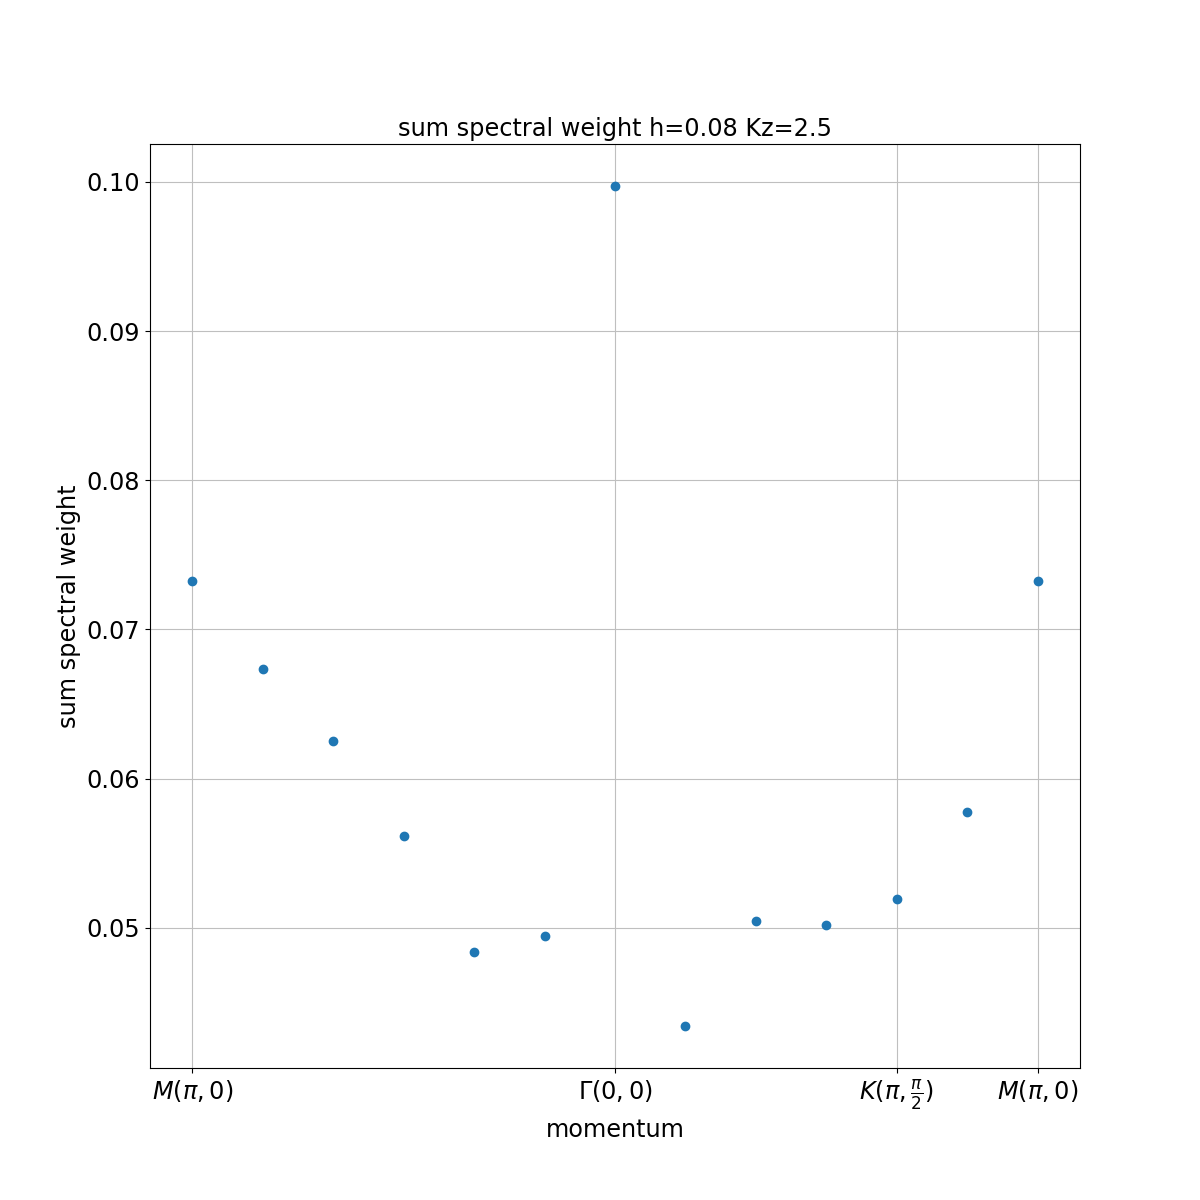 sum spectral weight h=0.08 Kz=2.5
0.10
0.09
0.08
0.07
0.06
0.05
sum spectral weight
M(π, 0) Γ(0, 0) K(π, π/2) M(π, 0)
momentum